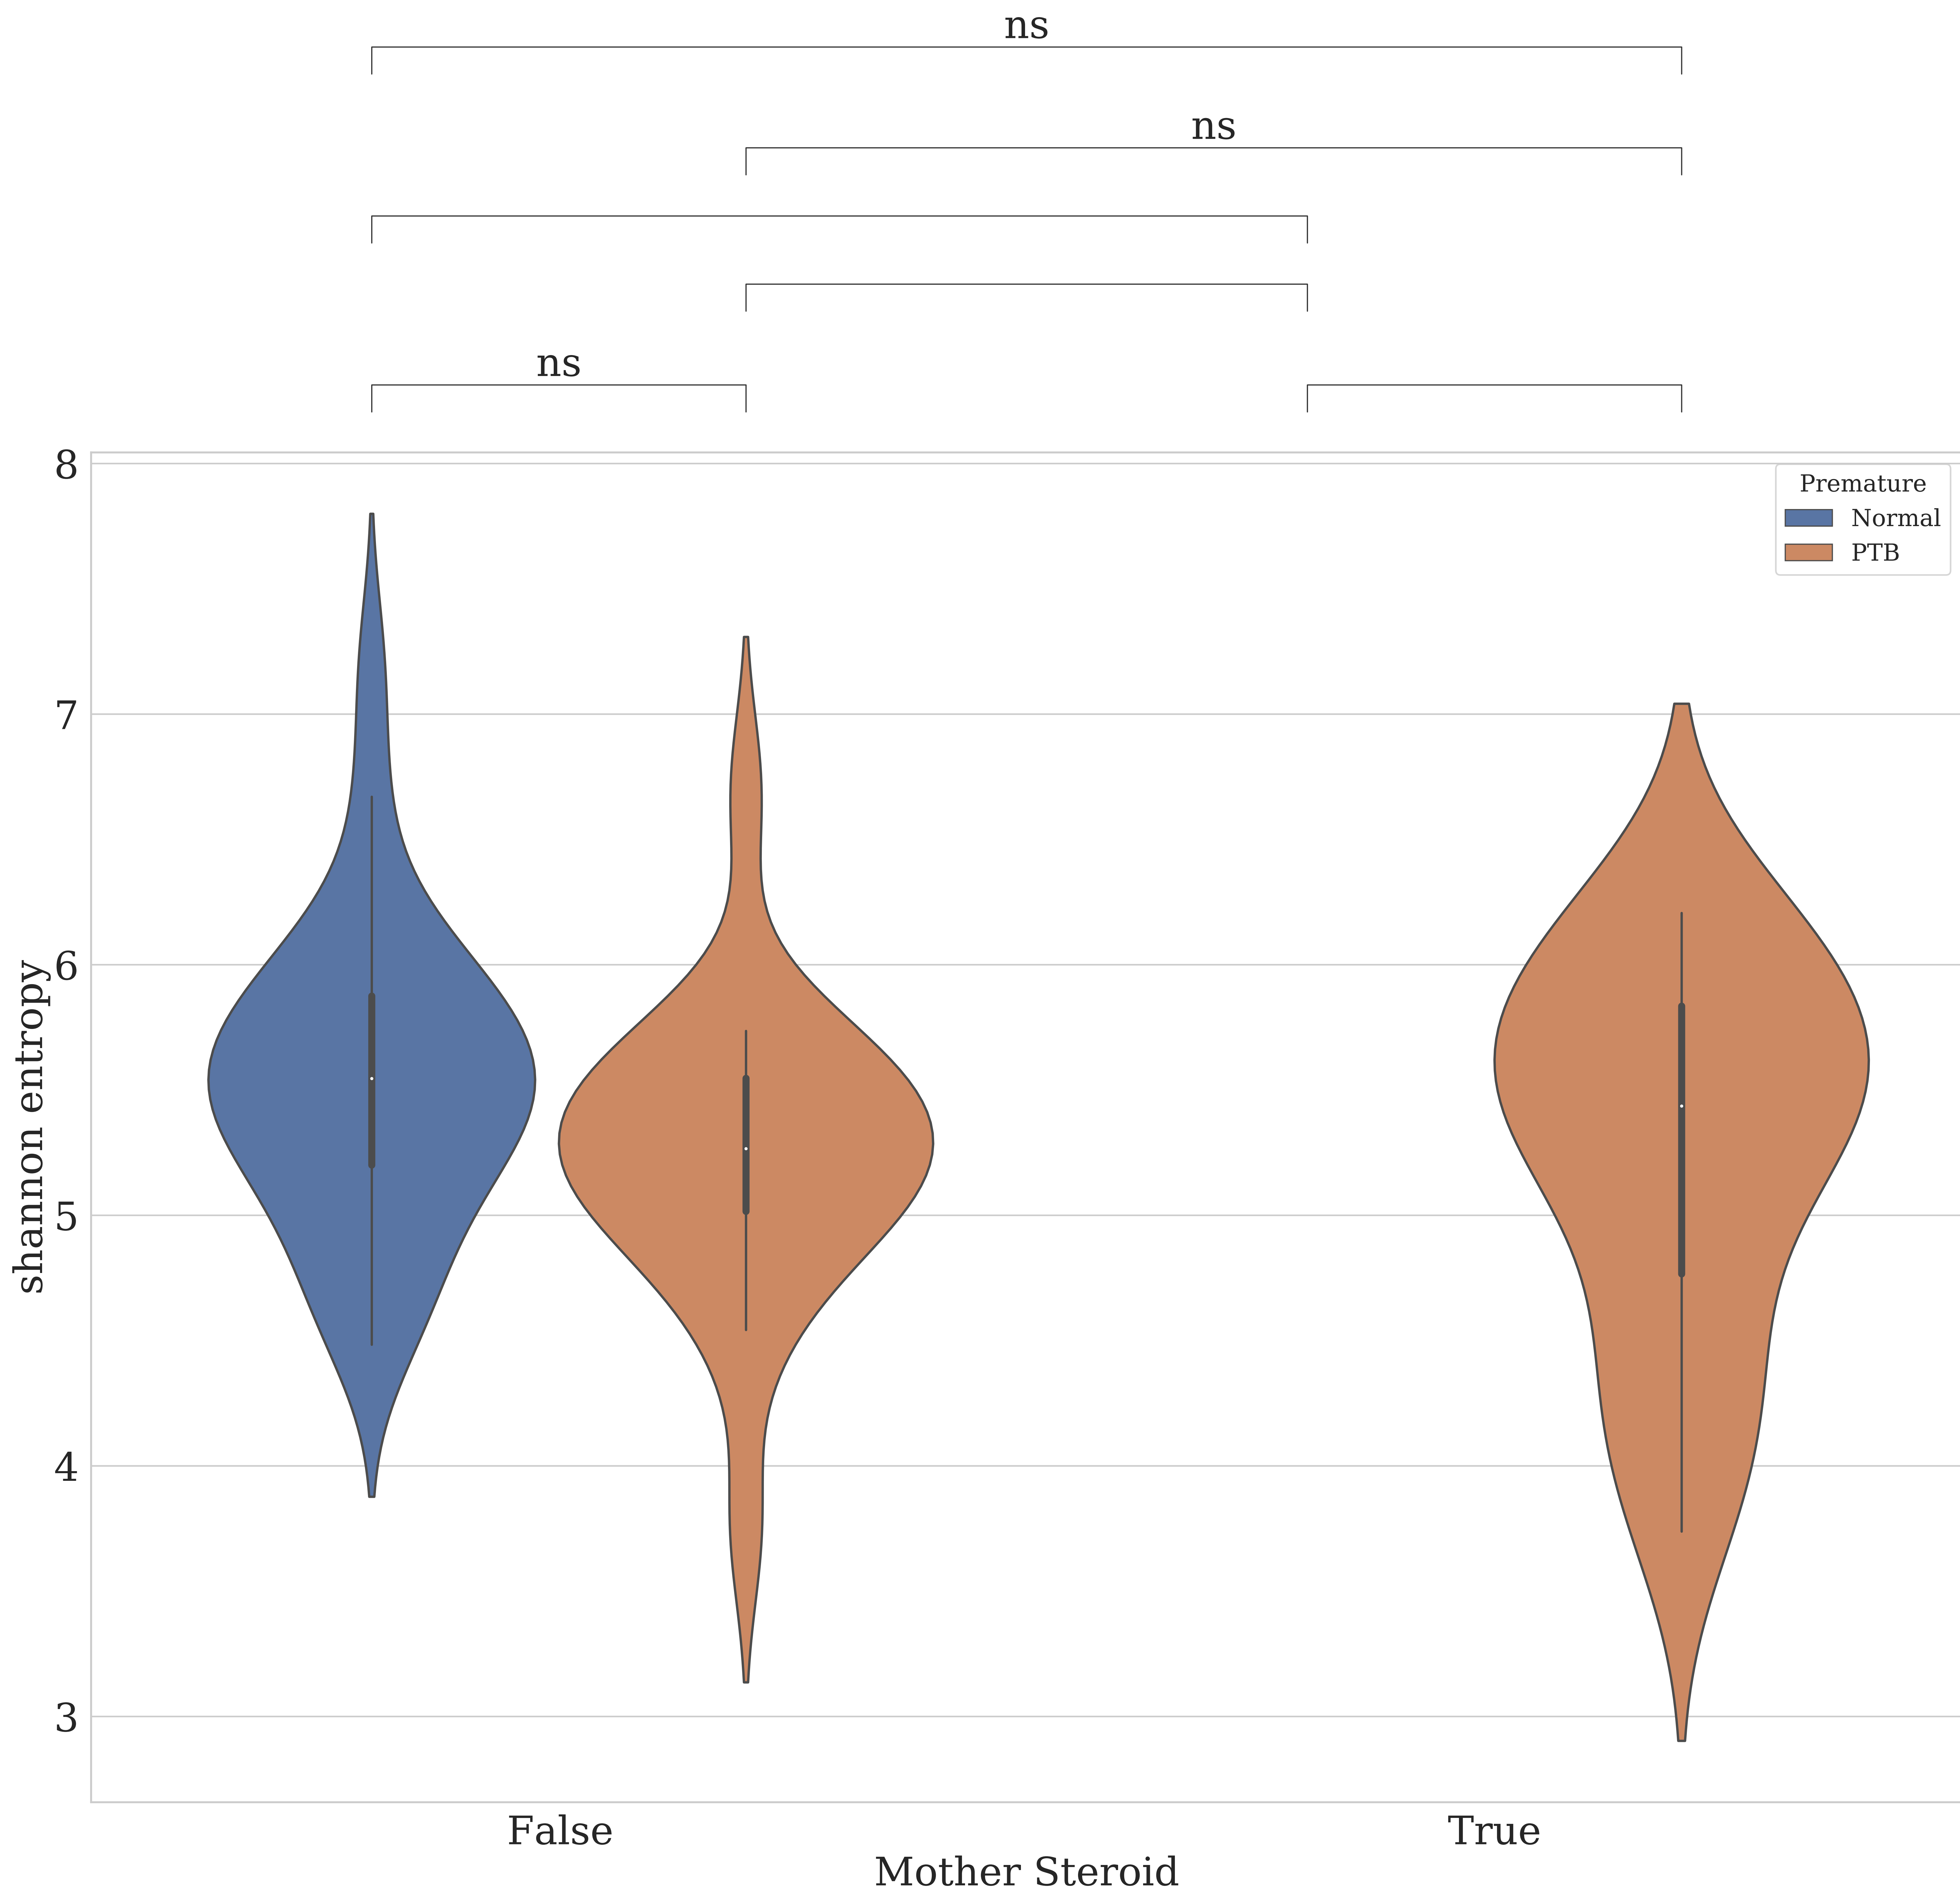 ns
ns
ns
8
Premature
Normal
PTB
7
6
5
4
3
shannon entropy
False
True
Mother Steroid